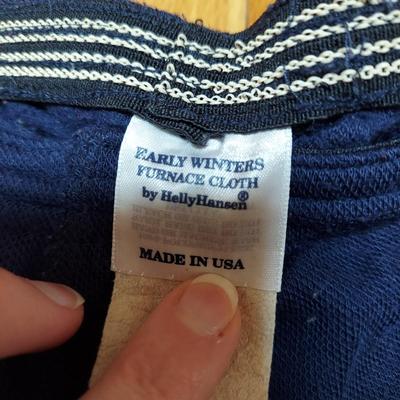 EARLY WINTERS
FURNACE CLOTH
by HellyHansen®
MADE IN USA